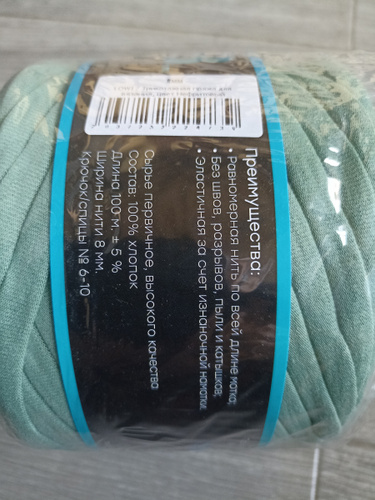 Преимущества:
• Равномерная нить по всей длине мотка;
• Без швов, разрывов, пыли и катышков;
• Эластичная за счет изнаночной намотки.
Сырье первичное, высокого качества
Состав: 100% хлопок
Длина 100 м. ± 5 %
Ширина нити 8 мм.
Крючок/спицы № 6-10